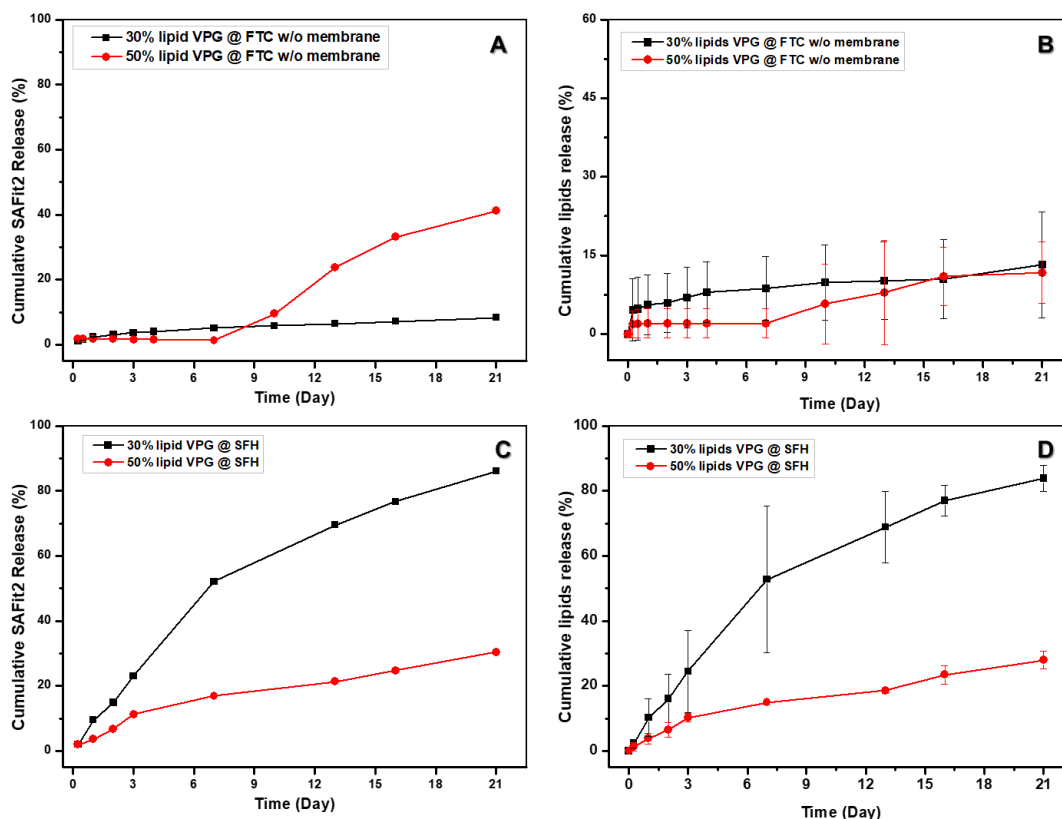 A
30% lipid VPG @ FTC w/o membrane
50% lipid VPG @ FTC w/o membrane
Cumulative SAFit2 Release (%)
100
80
60
40
20
0
0
3
6
9
12
15
18
21
Time (Day)
B
30% lipids VPG @ FTC w/o membrane
50% lipids VPG @ FTC w/o membrane
Cumulative lipids release (%)
60
45
30
15
0
0
3
6
9
12
15
18
21
Time (Day)
C
30% lipid VPG @ SFH
50% lipid VPG @ SFH
Cumulative SAFit2 Release (%)
100
80
60
40
20
0
0
3
6
9
12
15
18
21
Time (Day)
D
30% lipids VPG @ SFH
50% lipids VPG @ SFH
Cumulative lipids release (%)
100
80
60
40
20
0
0
3
6
9
12
15
18
21
Time (Day)